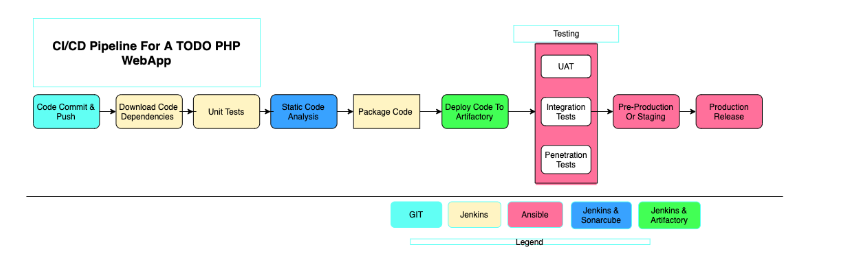 CI/CD Pipeline For A TODO PHP
WebApp
Testing
UAT
Code Commit &
Push
Download Code
Dependencies
Unit Tests
Static Code
Analysis
Package Code
Deploy Code To
Artifactory
Integration
Tests
Pre-Production
Or Staging
Production
Release
Penetration
Tests
GIT
Jenkins
Ansible
Jenkins &
Sonarcube
Jenkins &
Artifactory
Legend